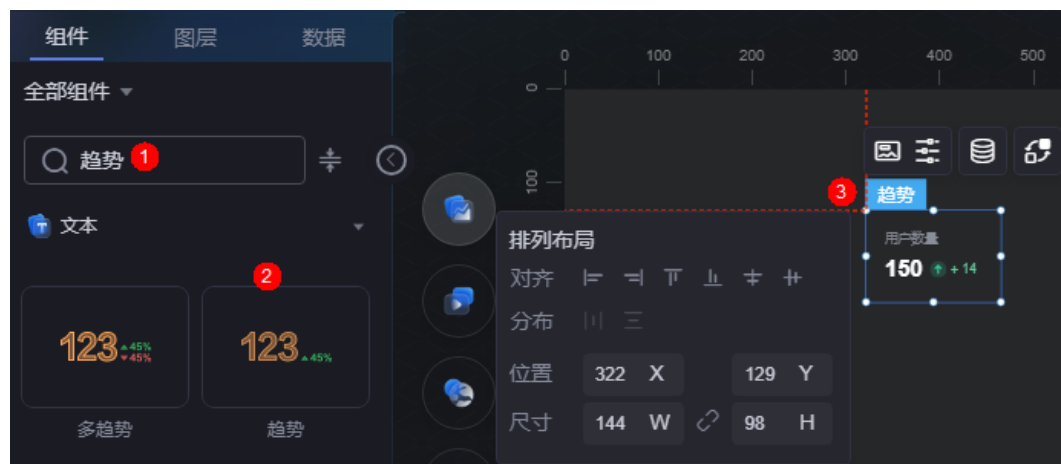 组件 图层 数据
全部组件
趋势 1
文本
2
123 45% 45%
123 45%
多趋势 趋势
0 100 200 300 400 500
0
100
3 趋势
用户数量
150 + 14
排列布局
对齐
分布
位置 322 X 129 Y
尺寸 144 W 98 H